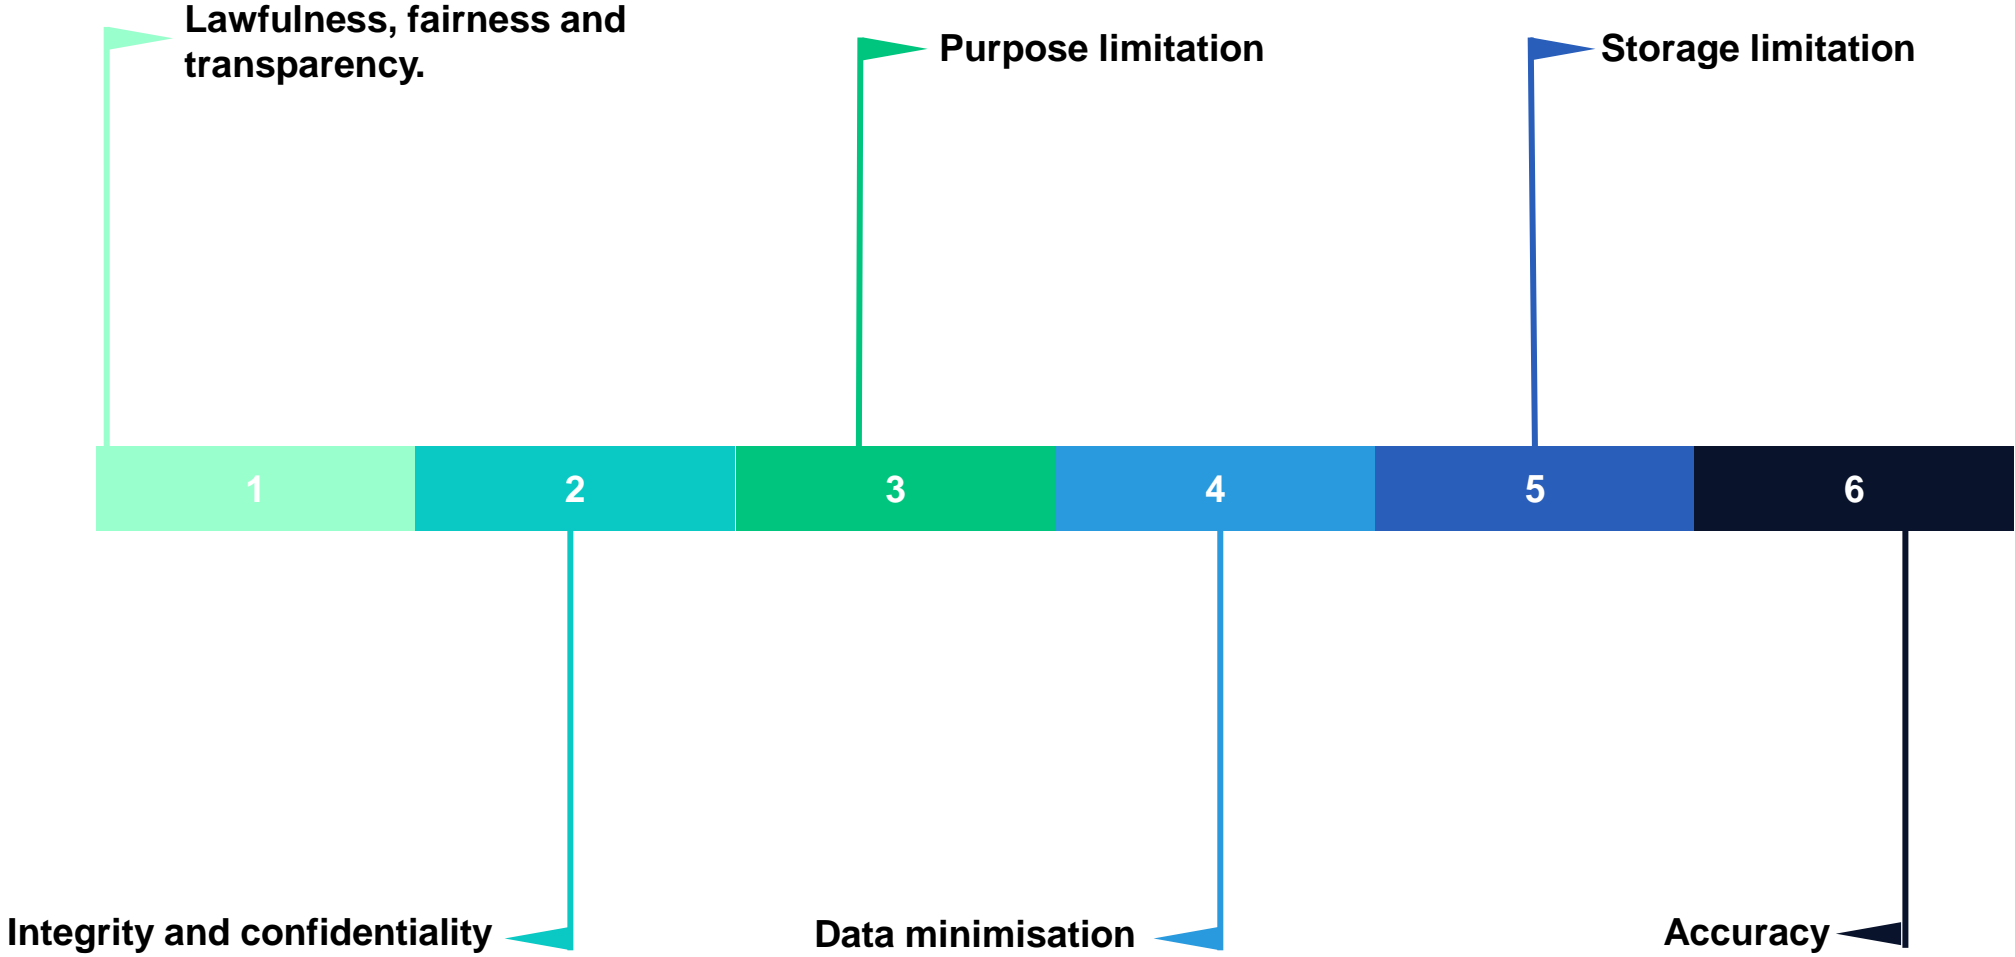 Lawfulness, fairness and
transparency.
Purpose limitation
Storage limitation
1
2
3
4
5
6
Integrity and confidentiality
Data minimisation
Accuracy